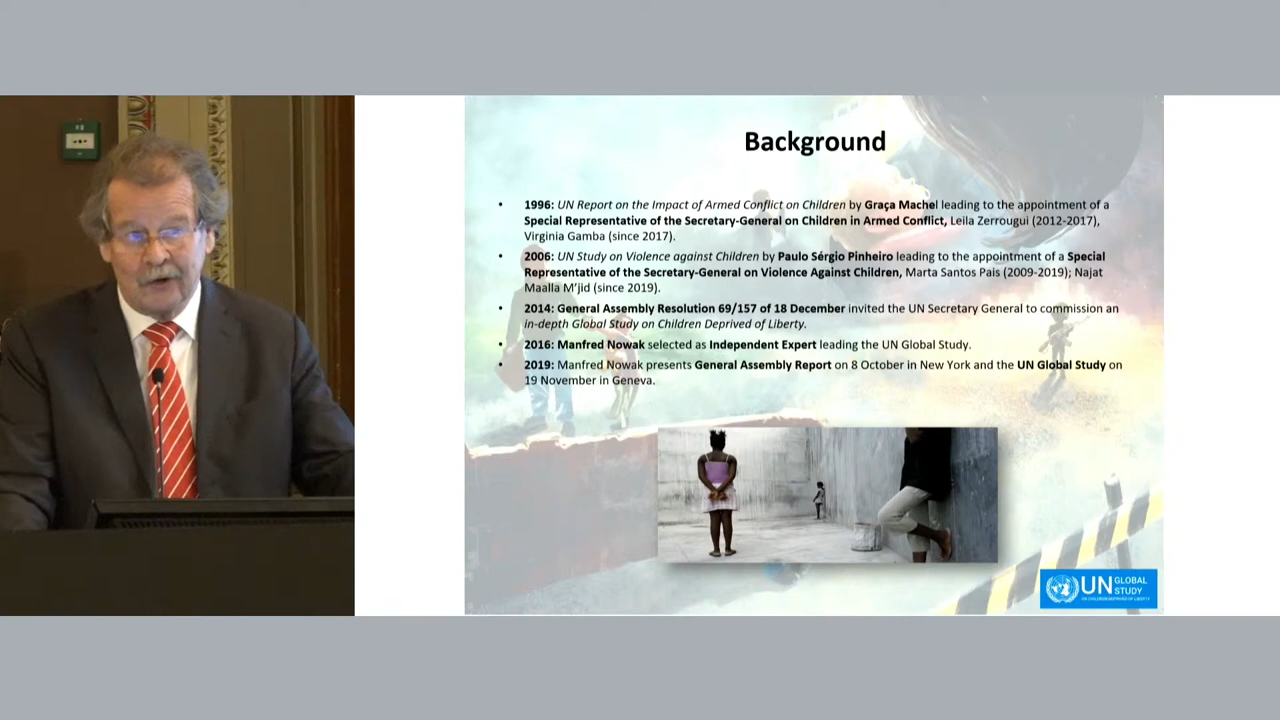 Background
• 1996: UN Report on the Impact of Armed Conflict on Children by Graça Machel leading to the appointment of a
Special Representative of the Secretary-General on Children in Armed Conflict, Leila Zerrougui (2012-2017),
Virginia Gamba (since 2017).
• 2006: UN Study on Violence against Children by Paulo Sérgio Pinheiro leading to the appointment of a Special
Representative of the Secretary-General on Violence Against Children, Marta Santos Pais (2009-2019); Najat
Maalla M'jid (since 2019).
• 2014: General Assembly Resolution 69/157 of 18 December invited the UN Secretary General to commission an
in-depth Global Study on Children Deprived of Liberty.
• 2016: Manfred Nowak selected as Independent Expert leading the UN Global Study.
• 2019: Manfred Nowak presents General Assembly Report on 8 October in New York and the UN Global Study on
19 November in Geneva.
UN GLOBAL
STUDY
ON CHILDREN DEPRIVED OF LIBERTY